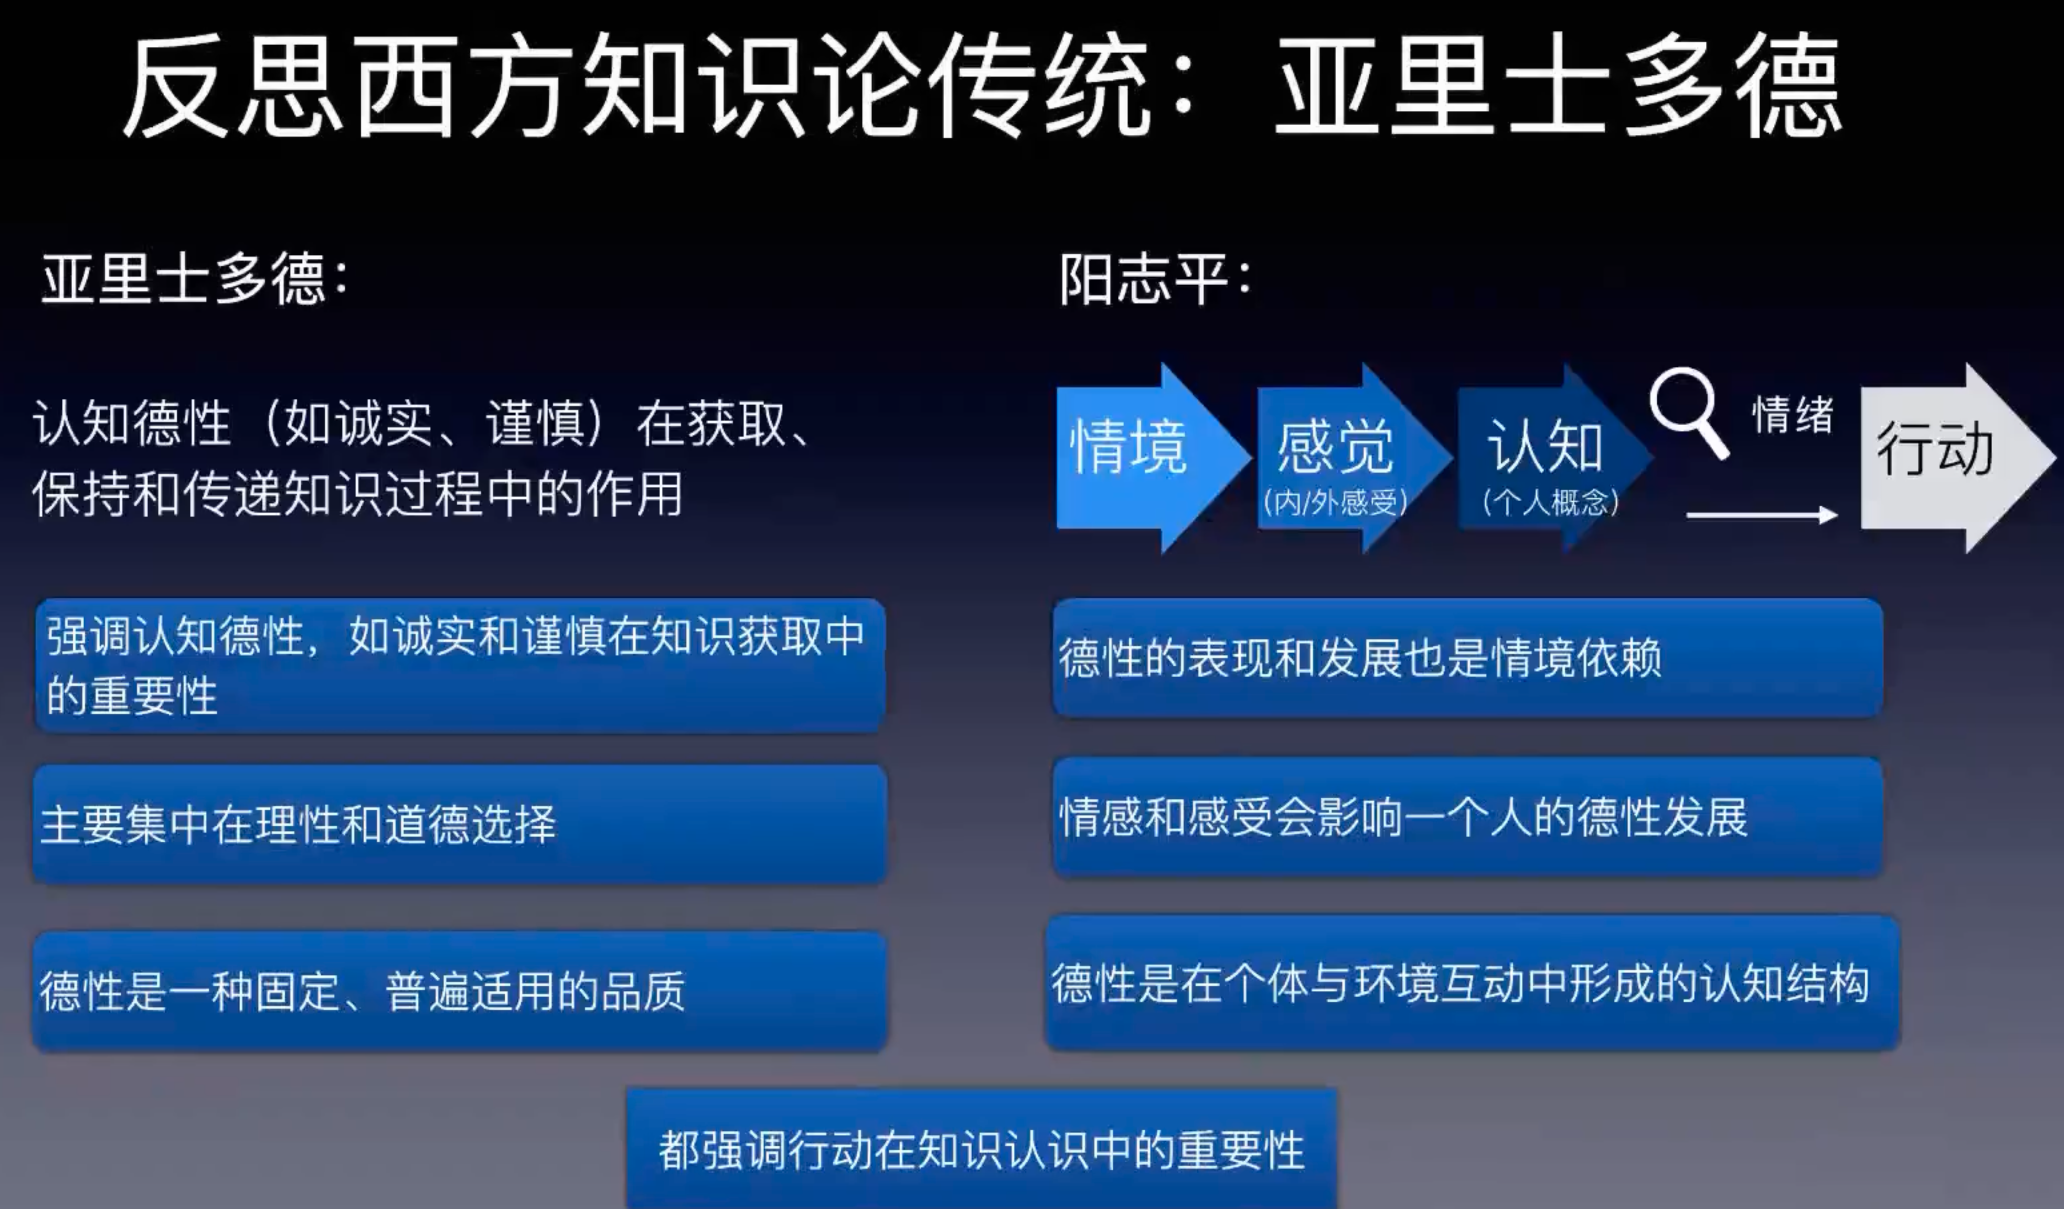 反思西方知识论传统：亚里士多德
亚里士多德：
认知德性（如诚实、谨慎）在获取、
保持和传递知识过程中的作用
强调认知德性，如诚实和谨慎在知识获取中
的重要性
主要集中在理性和道德选择
德性是一种固定、普遍适用的品质
阳志平：
情境
感觉
(内/外感受)
认知
(个人概念)
情绪
行动
德性的表现和发展也是情境依赖
情感和感受会影响一个人的德性发展
德性是在个体与环境互动中形成的认知结构
都强调行动在知识认识中的重要性